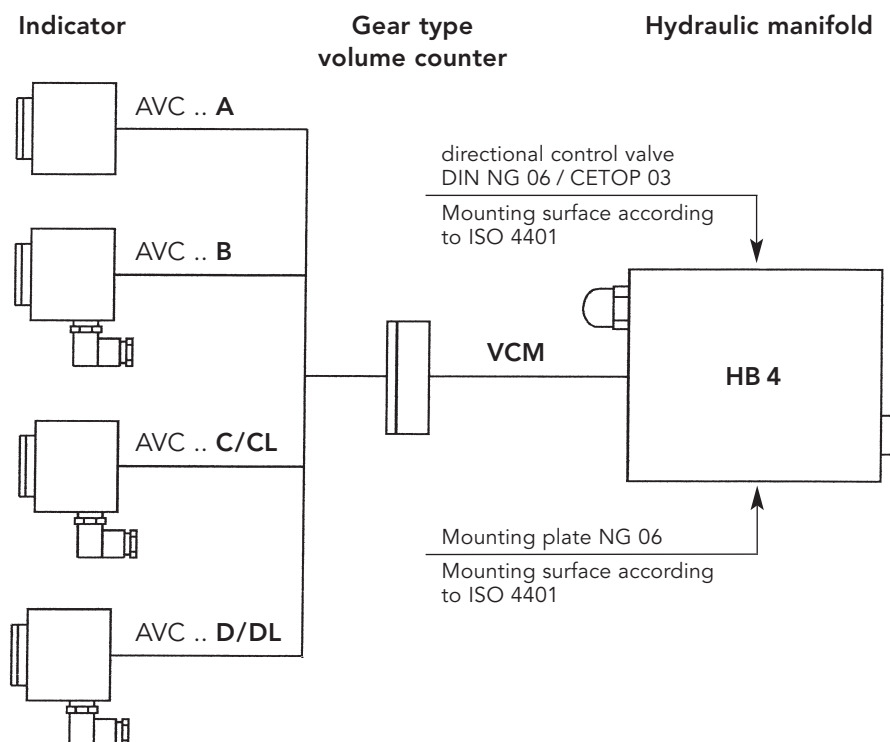 Indicator
Gear type
volume counter
Hydraulic manifold
AVC .. A
directional control valve
DIN NG 06 / CETOP 03
Mounting surface according
to ISO 4401
AVC .. B
VCM
HB 4
AVC .. C/CL
Mounting plate NG 06
Mounting surface according
to ISO 4401
AVC .. D/DL